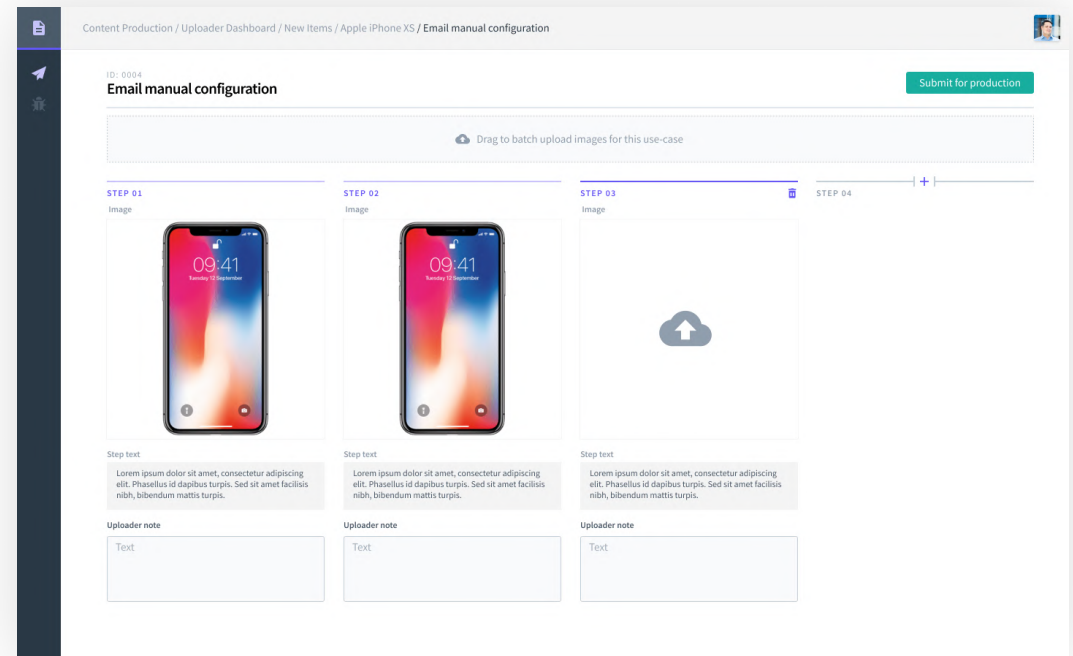 Content Production / Uploader Dashboard / New Items / Apple iPhone XS / Email manual configuration
ID: 0004
Email manual configuration
Submit for production
Drag to batch upload images for this use-case
STEP 01
Image
09:41
Tuesday 12 September
Step text
Lorem ipsum dolor sit amet, consectetur adipiscing
elit. Phasellus id dapibus turpis. Sed sit amet facilisis
nibh, bibendum mattis turpis.
Uploader note
Text
STEP 02
Image
09:41
Tuesday 12 September
Step text
Lorem ipsum dolor sit amet, consectetur adipiscing
elit. Phasellus id dapibus turpis. Sed sit amet facilisis
nibh, bibendum mattis turpis.
Uploader note
Text
STEP 03
Image
Step text
Lorem ipsum dolor sit amet, consectetur adipiscing
elit. Phasellus id dapibus turpis. Sed sit amet facilisis
nibh, bibendum mattis turpis.
Uploader note
Text
+
STEP 04